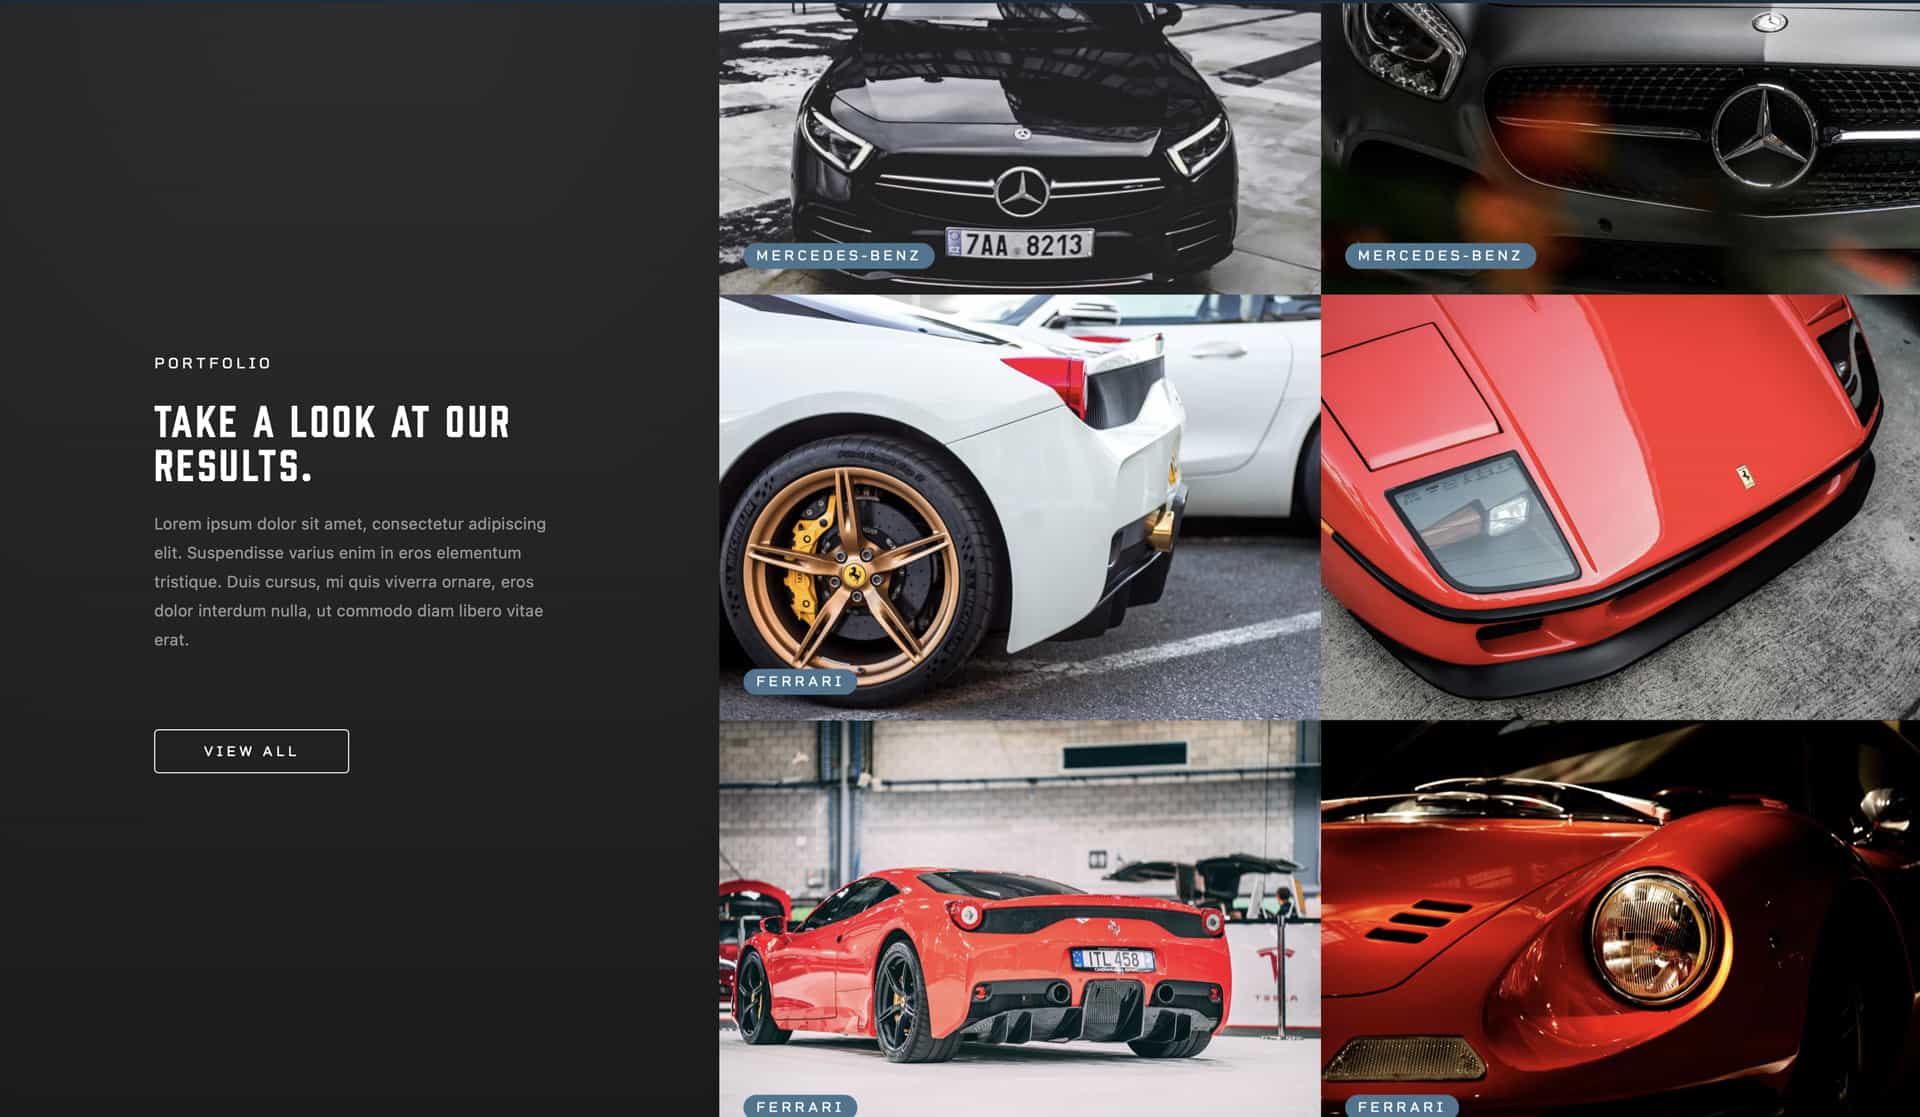 PORTFOLIO
TAKE A LOOK AT OUR
RESULTS.
Lorem ipsum dolor sit amet, consectetur adipiscing
elit. Suspendisse varius enim in eros elementum
tristique. Duis cursus, mi quis viverra ornare, eros
dolor interdum nulla, ut commodo diam libero vitae
erat.
VIEW ALL
7AA 8213
MERCEDES-BENZ
MERCEDES-BENZ
FERRARI
ITL 458
TESLA
FERRARI
FERRARI